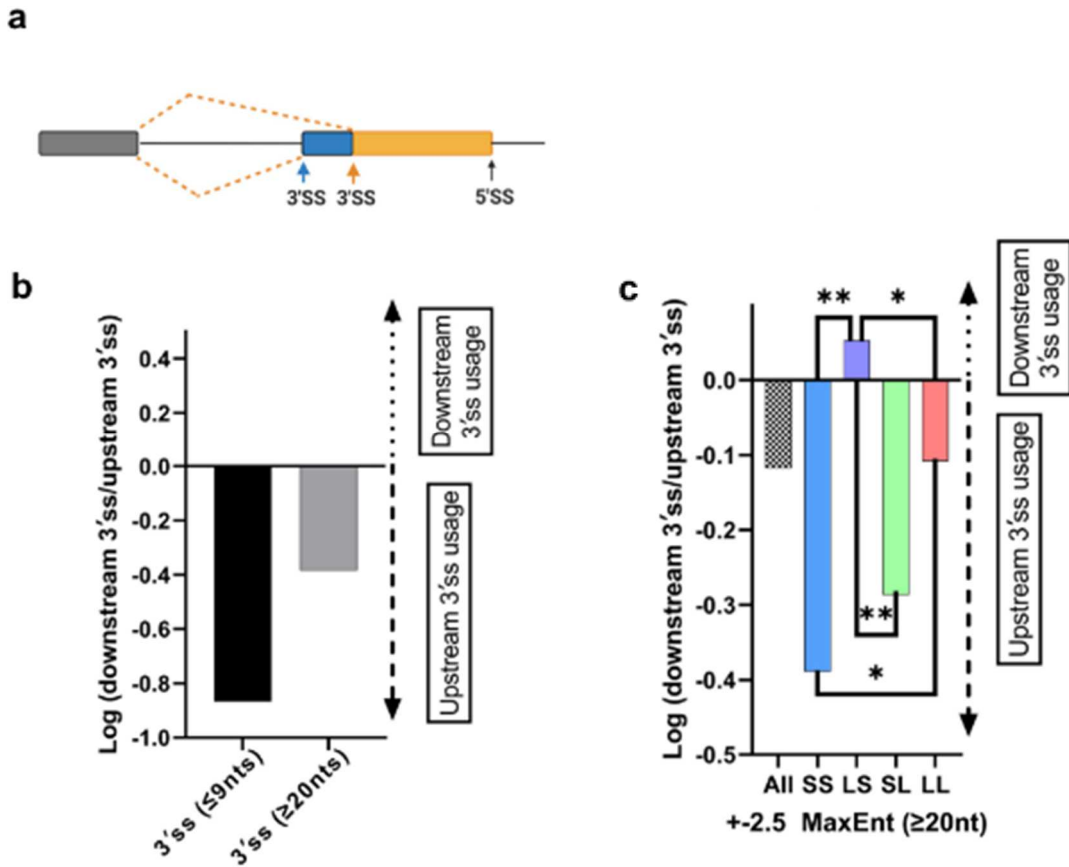 a
3'SS 3'SS 5'SS
b
Log (downstream 3′ss/upstream 3′ss)
0.4
0.2
0.0
-0.2
-0.4
-0.6
-0.8
-1.0
3′ss (≤9nts)
3′ss (≥20nts)
Downstream
3′ss usage
Upstream 3′ss usage
c
Log (downstream 3′ss/upstream 3′ss)
0.0
-0.1
-0.2
-0.3
-0.4
-0.5
** *
**
*
All SS LS SL LL
+-2.5 MaxEnt (≥20nt)
Downstream
3′ss usage
Upstream 3′ss usage